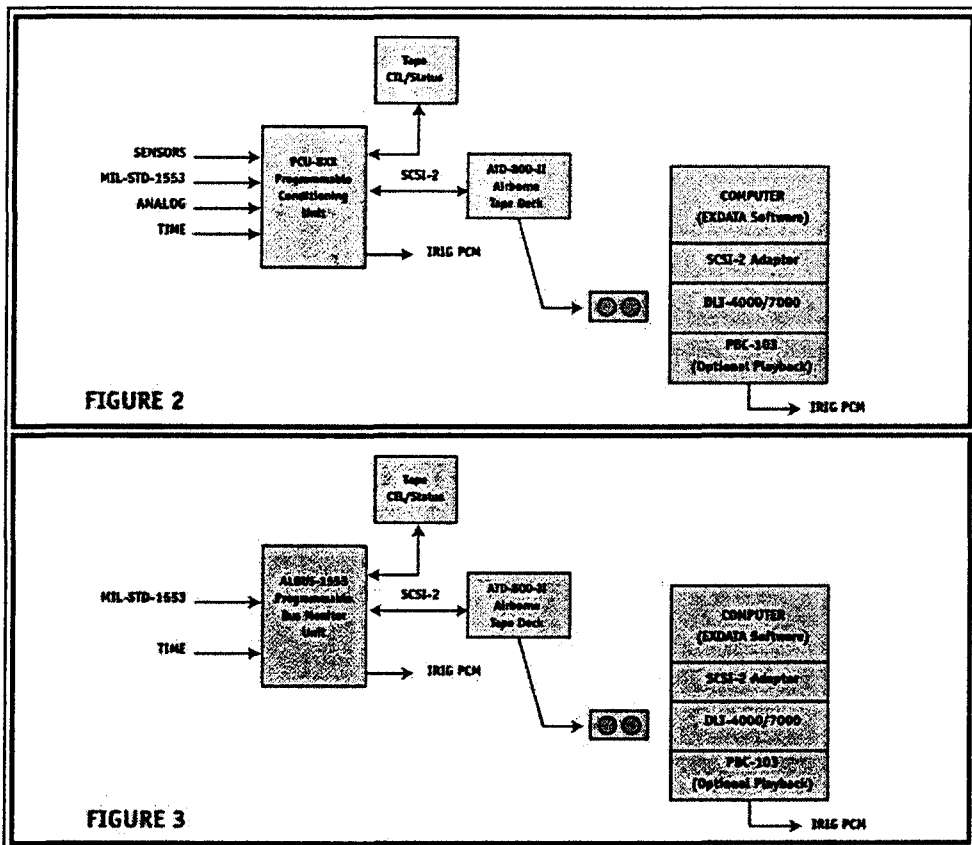 Tape
CTL/Status
SENSORS
MIL-STD-1553
ANALOG
TIME
PCU-8XX
Programmable
Conditioning
Unit
SCSI-2
IRIG PCM
ATD-800-II
Airborne
Tape Deck
COMPUTER
(EXDATA Software)
SCSI-2 Adaptor
DLT-4000/7000
PBC-103
(Optional Playback)
IRIG PCM
FIGURE 2
Tape
CTL/Status
MIL-STD-1553
TIME
ALBUS-1553
Programmable
Bus Monitor
Unit
SCSI-2
IRIG PCM
ATD-800-II
Airborne
Tape Deck
COMPUTER
(EXDATA Software)
SCSI-2 Adaptor
DLT-4000/7000
PBC-103
(Optional Playback)
IRIG PCM
FIGURE 3